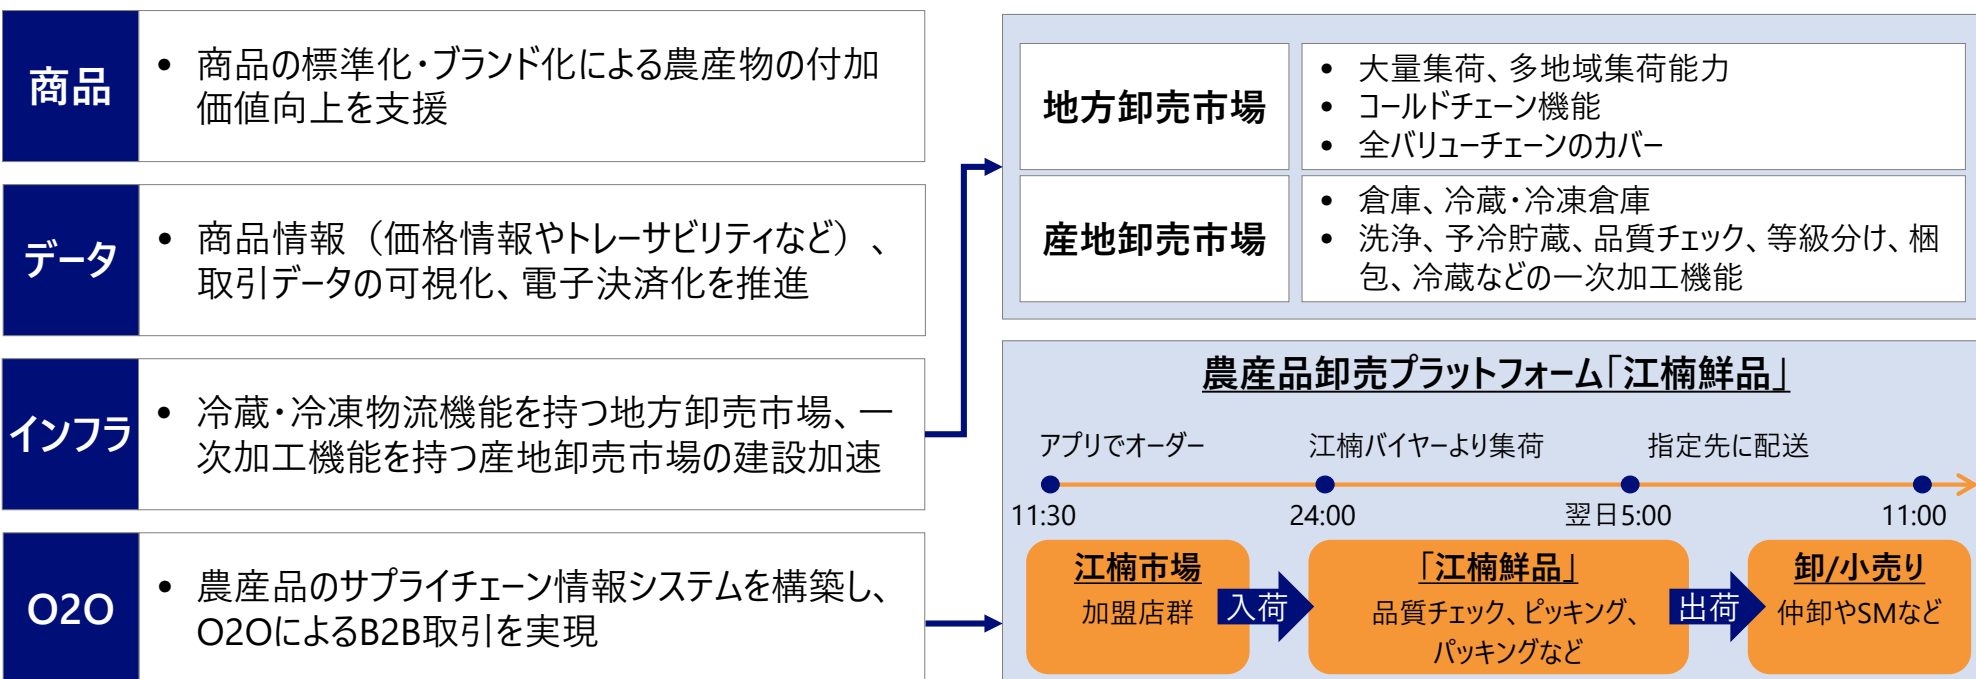 商品
• 商品の標準化・ブランド化による農産物の付加
価値向上を支援
データ
• 商品情報（価格情報やトレーサビリティなど）、
取引データの可視化、電子決済化を推進
インフラ
• 冷蔵・冷凍物流機能を持つ地方卸売市場、一
次加工機能を持つ産地卸売市場の建設加速
O2O
• 農産品のサプライチェーン情報システムを構築し、
O2OによるB2B取引を実現
地方卸売市場
• 大量集荷、多地域集荷能力
• コールドチェーン機能
• 全バリューチェーンのカバー
産地卸売市場
• 倉庫、冷蔵・冷凍倉庫
• 洗浄、予冷貯蔵、品質チェック、等級分け、梱
包、冷蔵などの一次加工機能
農産品卸売プラットフォーム「江楠鮮品」
アプリでオーダー 江楠バイヤーより集荷 指定先に配送
11:30 24:00 翌日5:00 11:00
江楠市場
加盟店群
入荷
「江楠鮮品」
品質チェック、ピッキング、
パッキングなど
出荷
卸/小売り
仲卸やSMなど